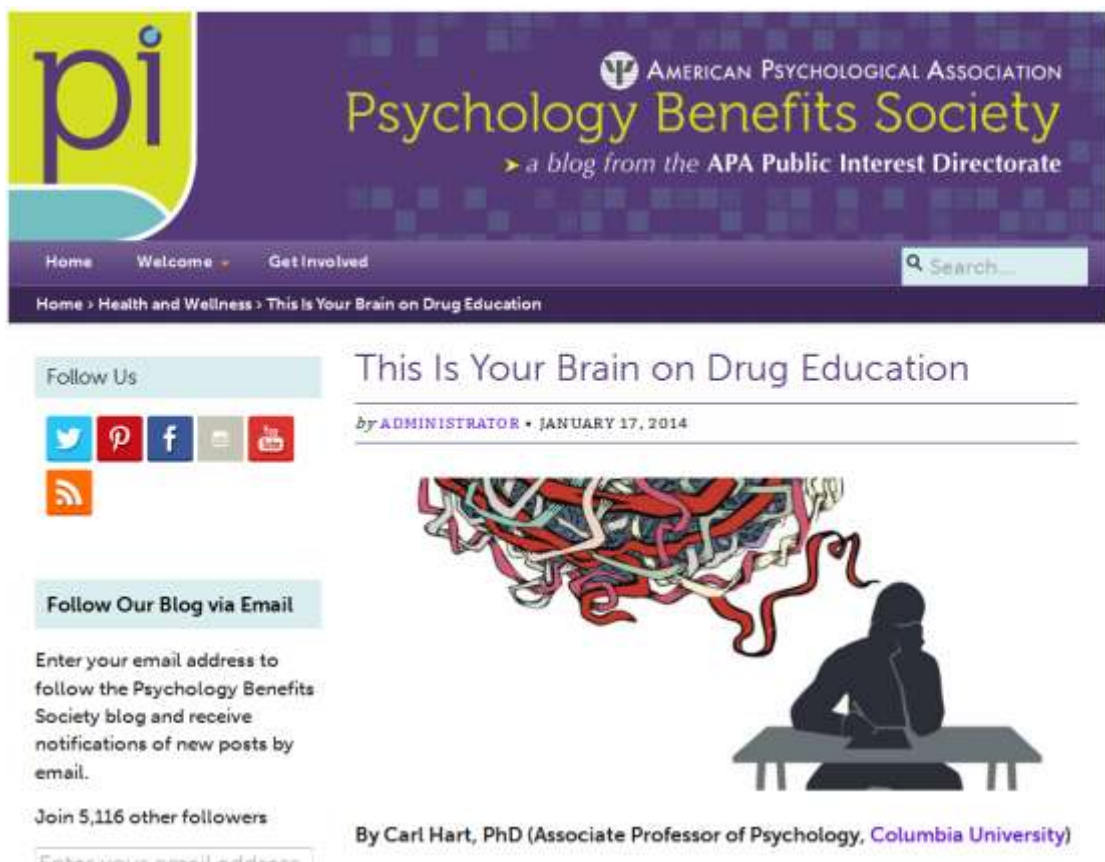 pi
AMERICAN PSYCHOLOGICAL ASSOCIATION
Psychology Benefits Society
➤ a blog from the APA Public Interest Directorate
Home Welcome Get Involved
Search...
Home › Health and Wellness › This Is Your Brain on Drug Education
Follow Us
Follow Our Blog via Email
Enter your email address to
follow the Psychology Benefits
Society blog and receive
notifications of new posts by
email.
Join 5,116 other followers
Enter your email address
This Is Your Brain on Drug Education
by ADMINISTRATOR • JANUARY 17, 2014
By Carl Hart, PhD (Associate Professor of Psychology, Columbia University)